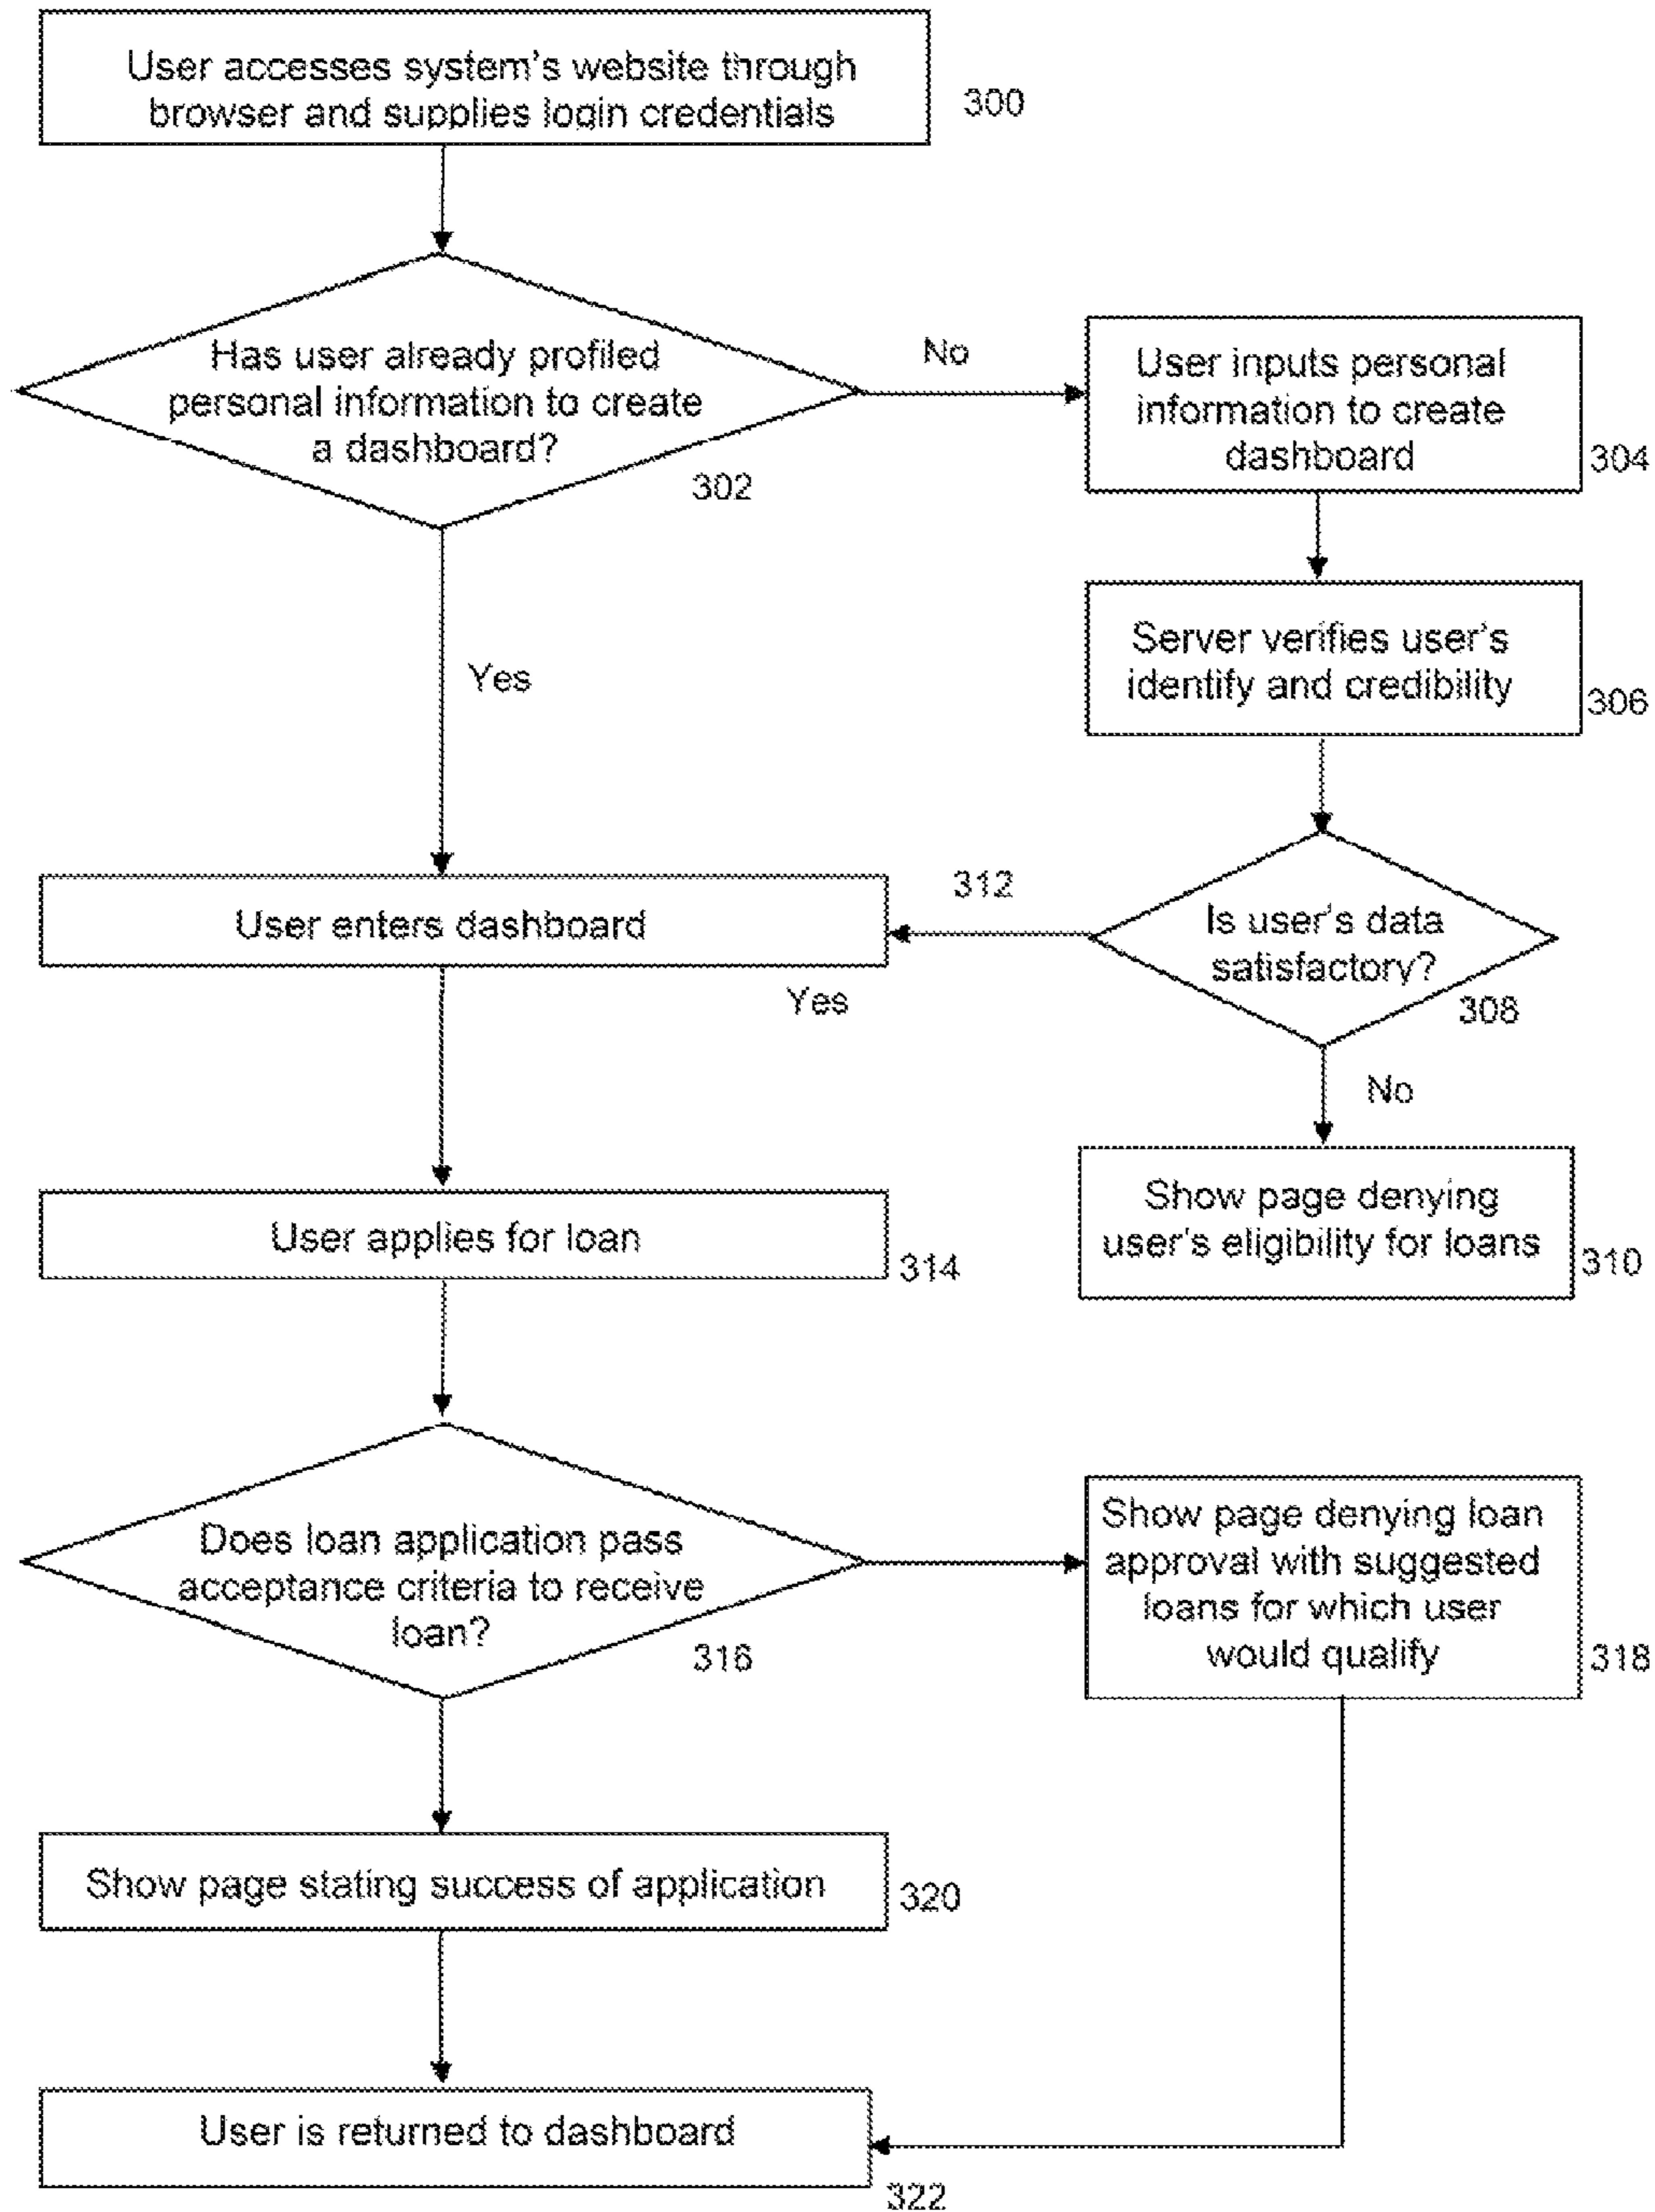 User accesses system's website through
browser and supplies login credentials
300
Has user already profiled
personal information to create
a dashboard?
302
No
User inputs personal
information to create
dashboard
304
Yes
Server verifies user's
identify and credibility
306
User enters dashboard
312
Is user's data
satisfactory?
308
Yes
No
Show page denying
user's eligibility for loans
310
User applies for loan
314
Does loan application pass
acceptance criteria to receive
loan?
316
Show page denying loan
approval with suggested
loans for which user
would qualify
318
Show page stating success of application
320
User is returned to dashboard
322